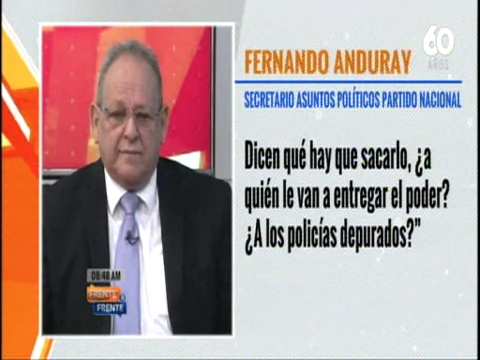 60
AÑOS
FERNANDO ANDURAY
SECRETARIO ASUNTOS POLÍTICOS PARTIDO NACIONAL
Dicen qué hay que sacarlo, ¿a
quién le van a entregar el poder?
¿A los policías depurados?”
08:46 AM
FRENTE a
FRENTE